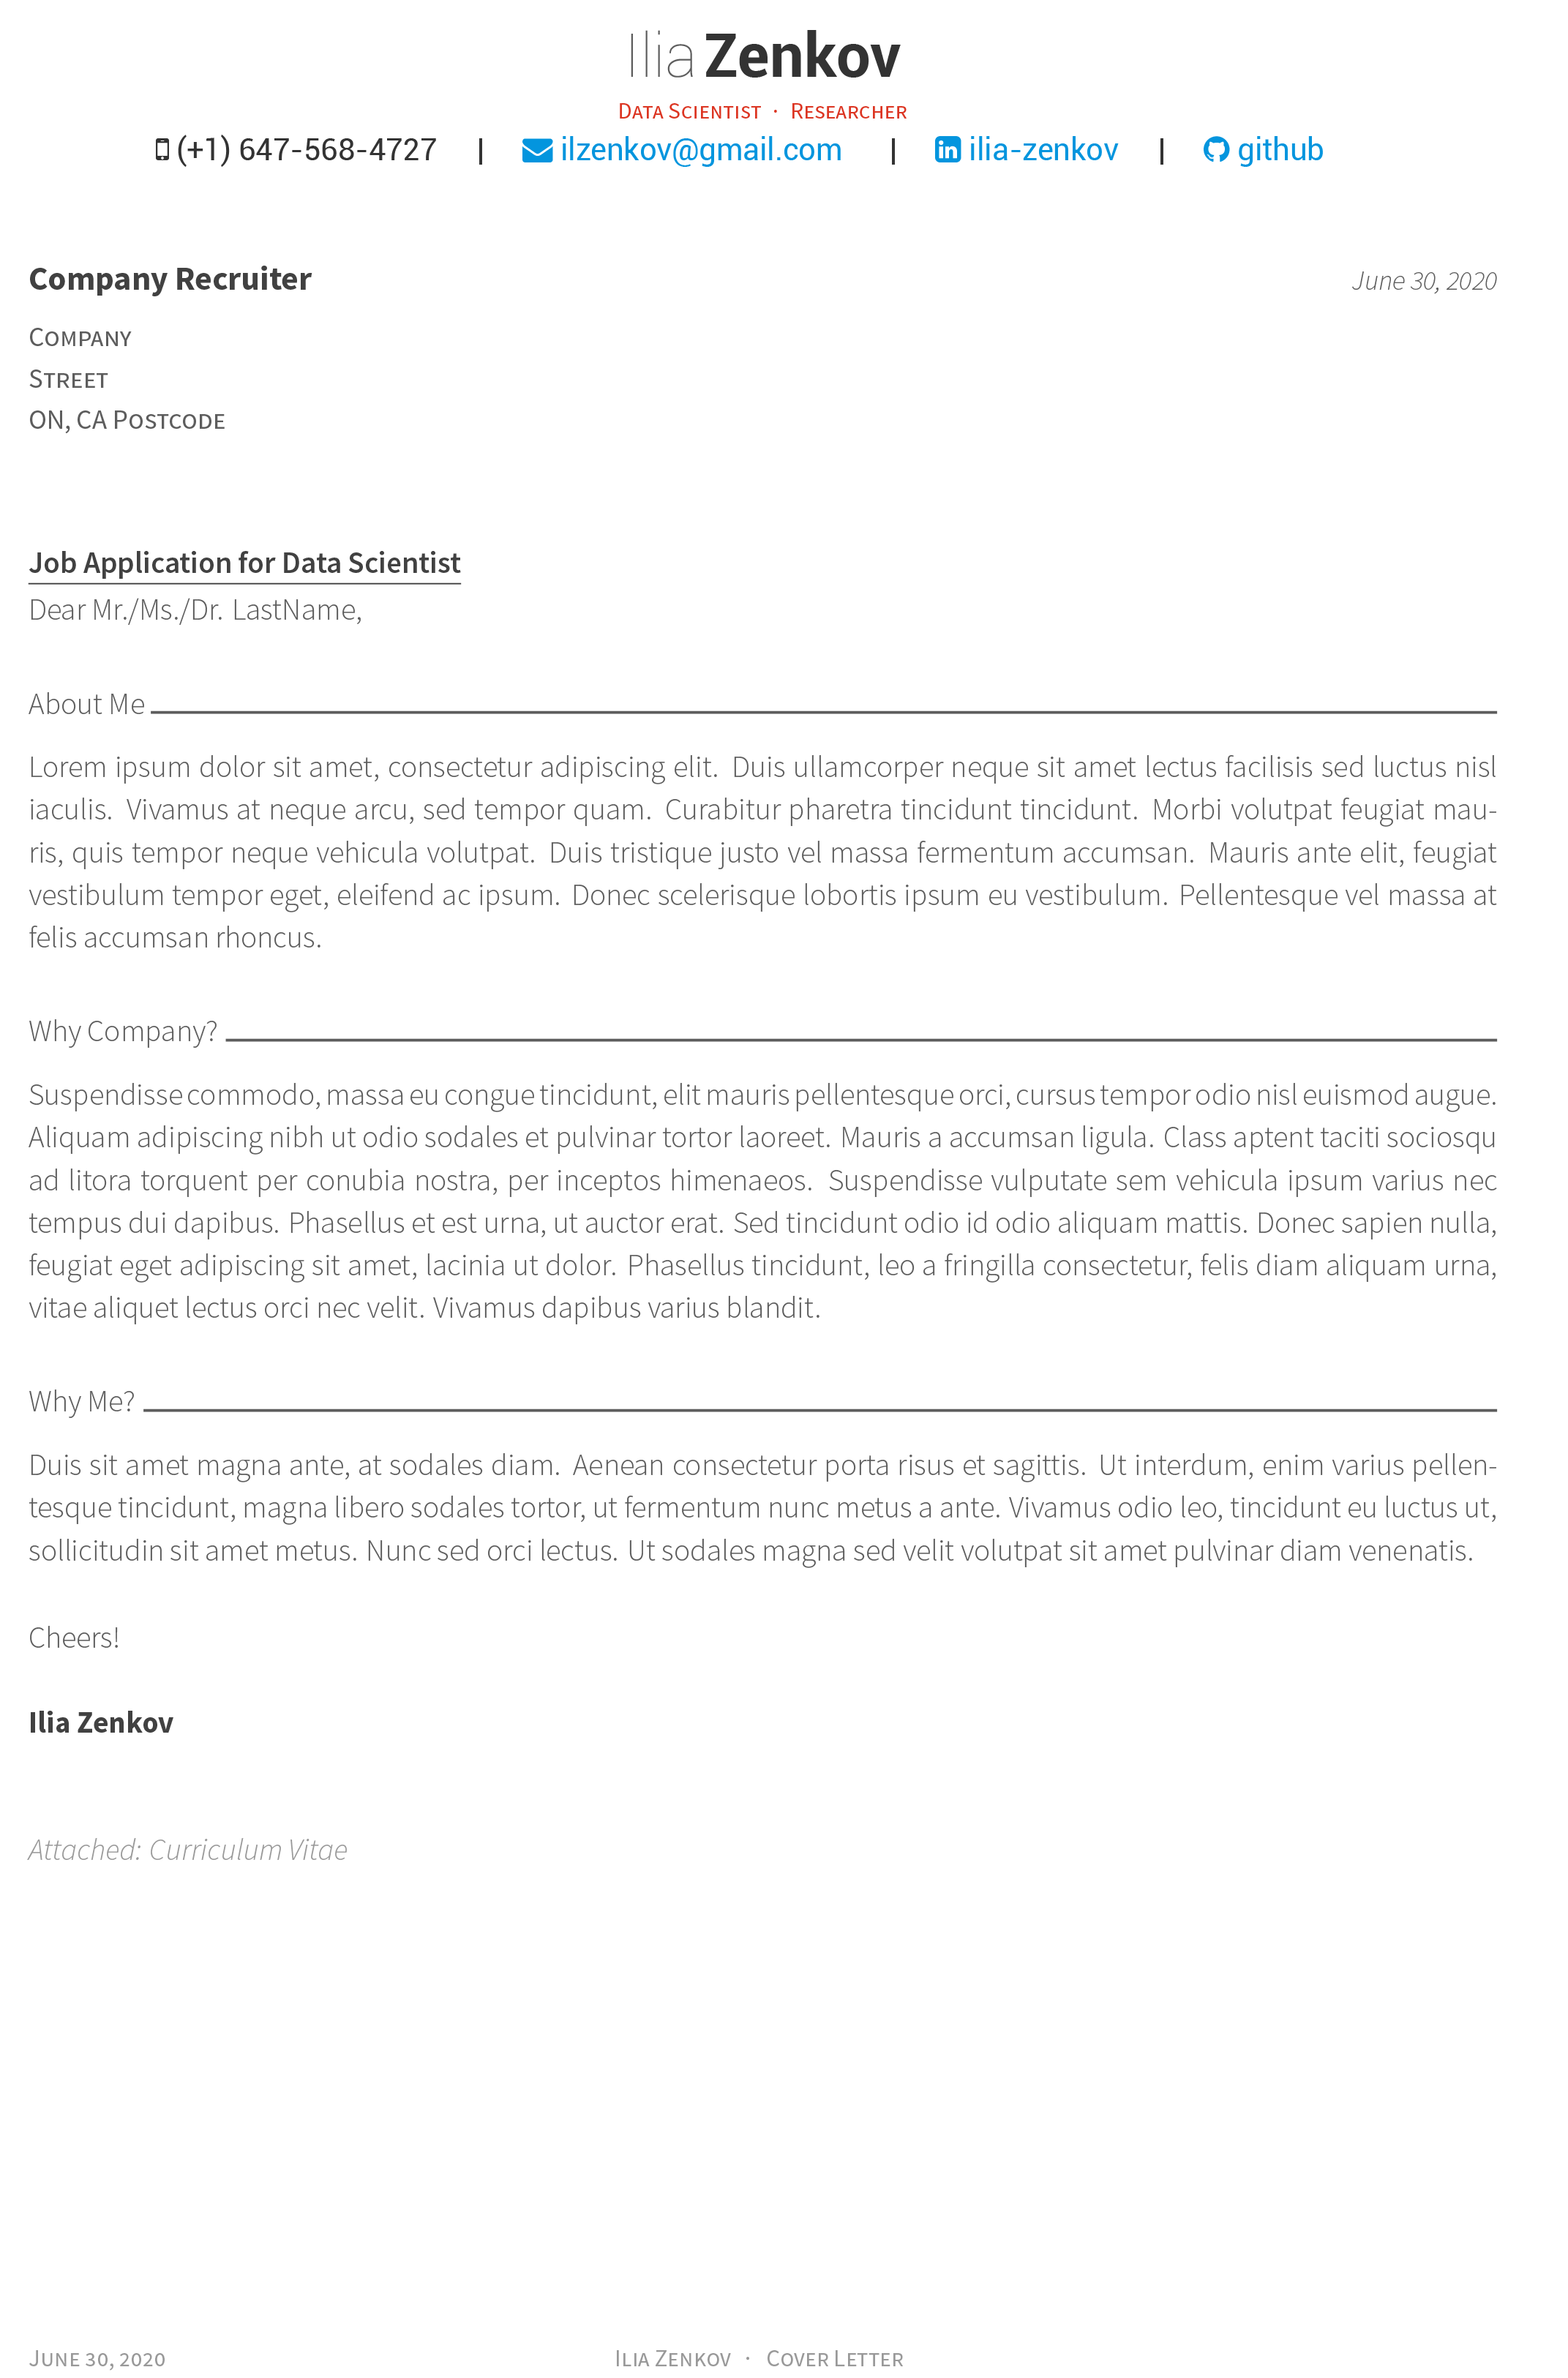 Ilia Zenkov
Data Scientist · Researcher
(+1) 647-568-4727 | ilzenkov@gmail.com | ilia-zenkov | github
Company Recruiter June 30, 2020
Company
Street
ON, CA Postcode
Job Application for Data Scientist
Dear Mr./Ms./Dr. LastName,
About Me
Lorem ipsum dolor sit amet, consectetur adipiscing elit. Duis ullamcorper neque sit amet lectus facilisis sed luctus nisl
iaculis. Vivamus at neque arcu, sed tempor quam. Curabitur pharetra tincidunt tincidunt. Morbi volutpat feugiat mau-
ris, quis tempor neque vehicula volutpat. Duis tristique justo vel massa fermentum accumsan. Mauris ante elit, feugiat
vestibulum tempor eget, eleifend ac ipsum. Donec scelerisque lobortis ipsum eu vestibulum. Pellentesque vel massa at
felis accumsan rhoncus.
Why Company?
Suspendisse commodo, massa eu congue tincidunt, elit mauris pellentesque orci, cursus tempor odio nisl euismod augue.
Aliquam adipiscing nibh ut odio sodales et pulvinar tortor laoreet. Mauris a accumsan ligula. Class aptent taciti sociosqu
ad litora torquent per conubia nostra, per inceptos himenaeos. Suspendisse vulputate sem vehicula ipsum varius nec
tempus dui dapibus. Phasellus et est urna, ut auctor erat. Sed tincidunt odio id odio aliquam mattis. Donec sapien nulla,
feugiat eget adipiscing sit amet, lacinia ut dolor. Phasellus tincidunt, leo a fringilla consectetur, felis diam aliquam urna,
vitae aliquet lectus orci nec velit. Vivamus dapibus varius blandit.
Why Me?
Duis sit amet magna ante, at sodales diam. Aenean consectetur porta risus et sagittis. Ut interdum, enim varius pellen-
tesque tincidunt, magna libero sodales tortor, ut fermentum nunc metus a ante. Vivamus odio leo, tincidunt eu luctus ut,
sollicitudin sit amet metus. Nunc sed orci lectus. Ut sodales magna sed velit volutpat sit amet pulvinar diam venenatis.
Cheers!
Ilia Zenkov
Attached: Curriculum Vitae
June 30, 2020 Ilia Zenkov · Cover Letter